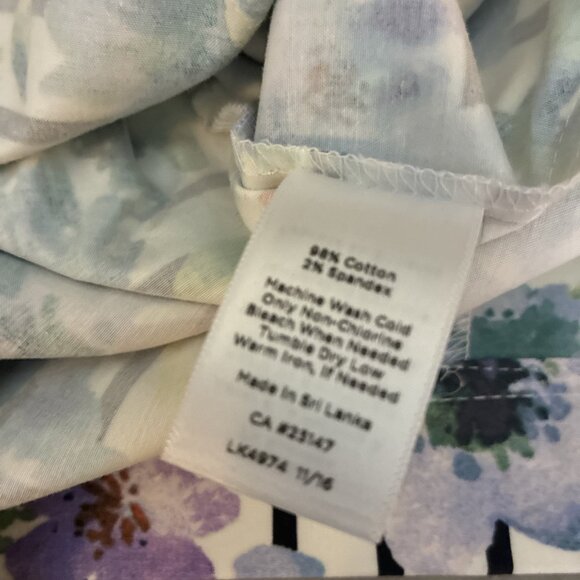 98% Cotton
2% Spandex
Machine Wash Cold
Only Non-Chlorine
Bleach When Needed
Tumble Dry Low
Warm Iron, If Needed
Made In Sri Lanka
CA #23147
LK4974 11/16